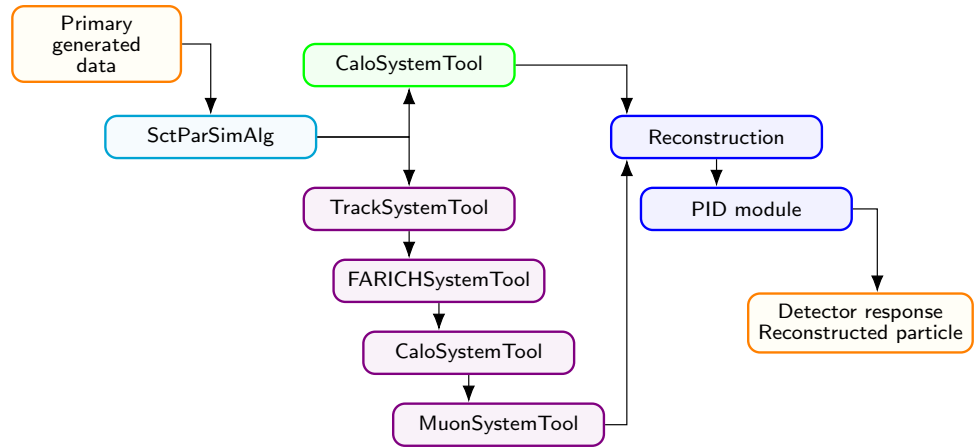 Primary
generated
data
SctParSimAlg
CaloSystemTool
TrackSystemTool
FARICHSystemTool
CaloSystemTool
MuonSystemTool
Reconstruction
PID module
Detector response
Reconstructed particle